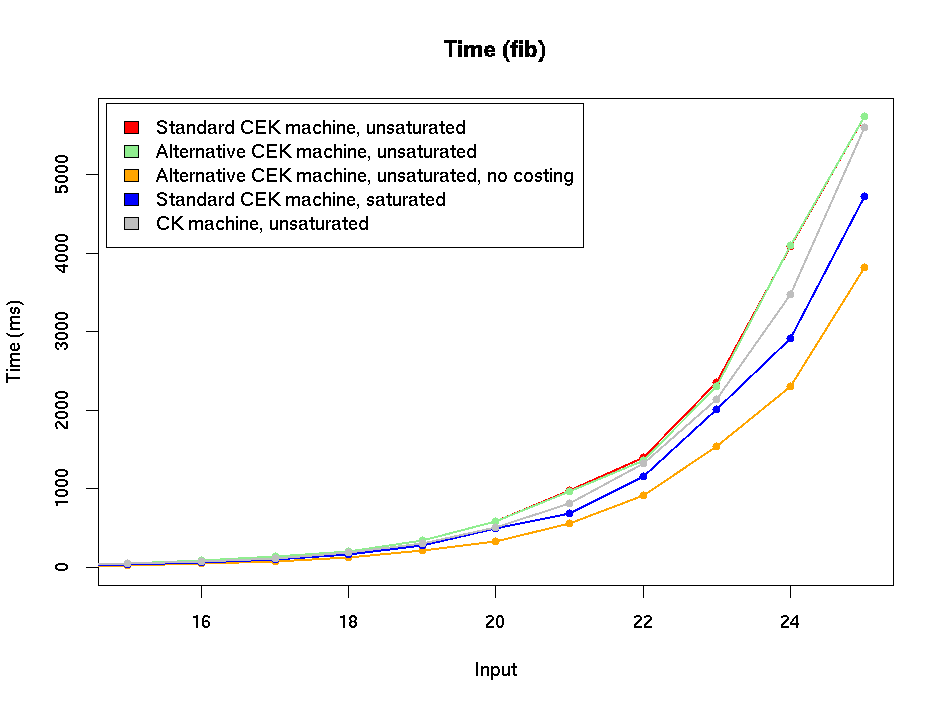 Time (fib)
Standard CEK machine, unsaturated
Alternative CEK machine, unsaturated
Alternative CEK machine, unsaturated, no costing
Standard CEK machine, saturated
CK machine, unsaturated
5000
4000
3000
2000
1000
0
Time (ms)
16 18 20 22 24
Input